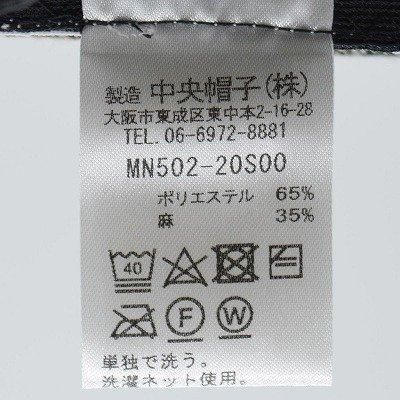 製造 中央帽子(株)
大阪市東成区東中本2-16-28
TEL. 06-6972-8881
MN502-20S00
ポリエステル 65%
麻 35%
40
F W
単独で洗う。
洗濯ネット使用。